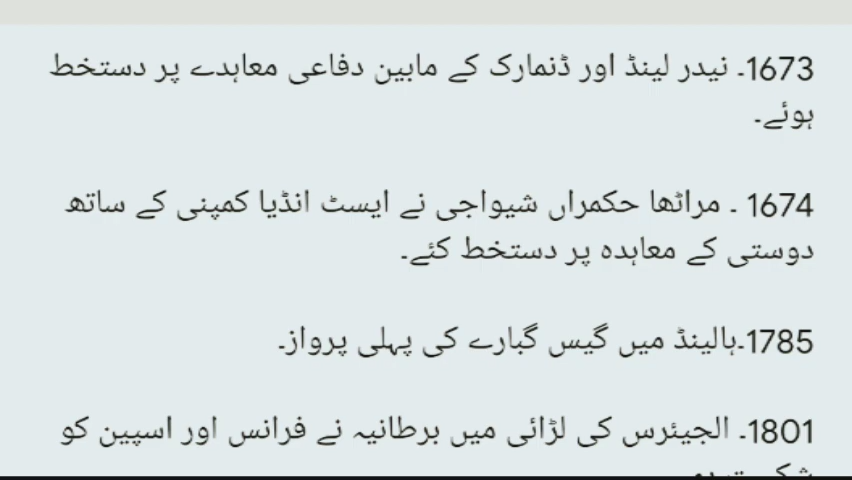 1673۔ نیدر لینڈ اور ڈنمارک کے مابین دفاعی معاہدے پر دستخط
ہوئے۔
1674 ۔ مراٹھا حکمراں شیواجی نے ایسٹ انڈیا کمپنی کے ساتھ
دوستی کے معاہدہ پر دستخط کئے۔
1785۔ہالینڈ میں گیس گبارے کی پہلی پرواز۔
1801۔ الجیئرس کی لڑائی میں برطانیہ نے فرانس اور اسپین کو